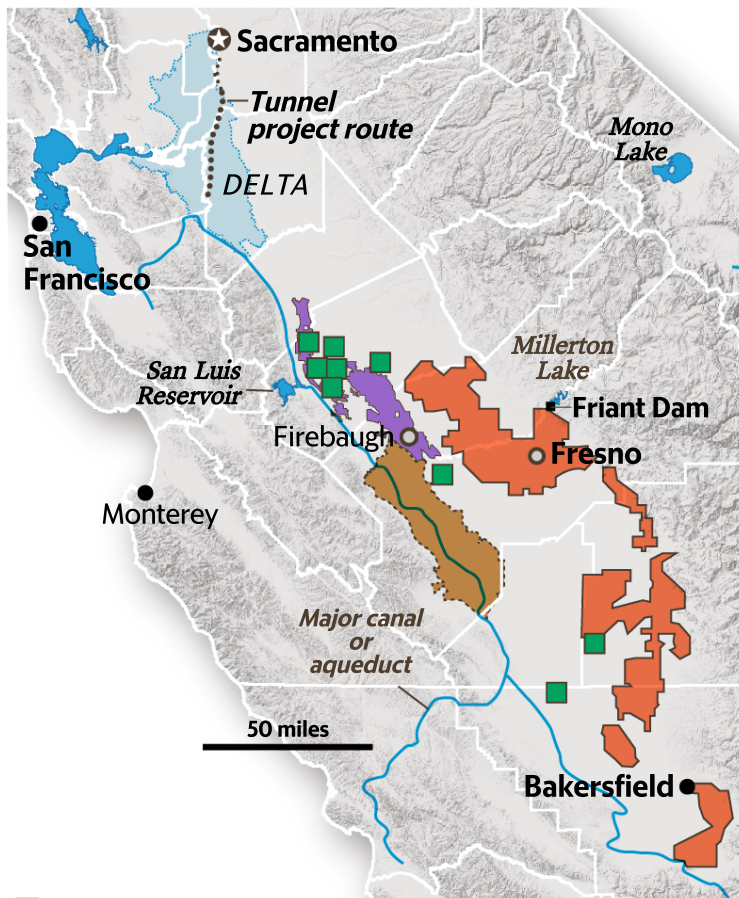 Sacramento
Tunnel
project route
Mono
Lake
DELTA
San
Francisco
Millerton
Lake
San Luis
Reservoir
Friant Dam
Firebaugh
Fresno
Monterey
Major canal
or
aqueduct
50 miles
Bakersfield